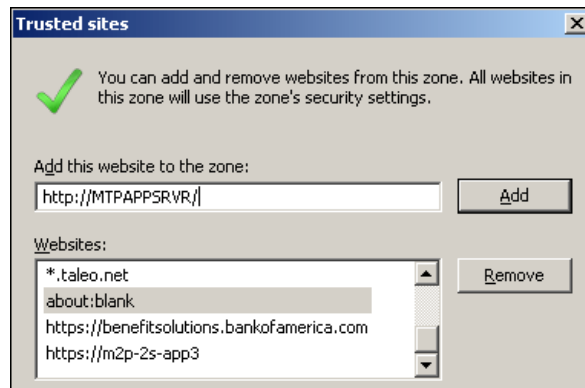 Trusted sites
You can add and remove websites from this zone. All websites in
this zone will use the zone's security settings.
Add this website to the zone:
http://MTPAPPSRVR/
Add
Websites:
*.taleo.net
about:blank
https://benefitsolutions.bankofamerica.com
https://m2p-2s-app3
Remove